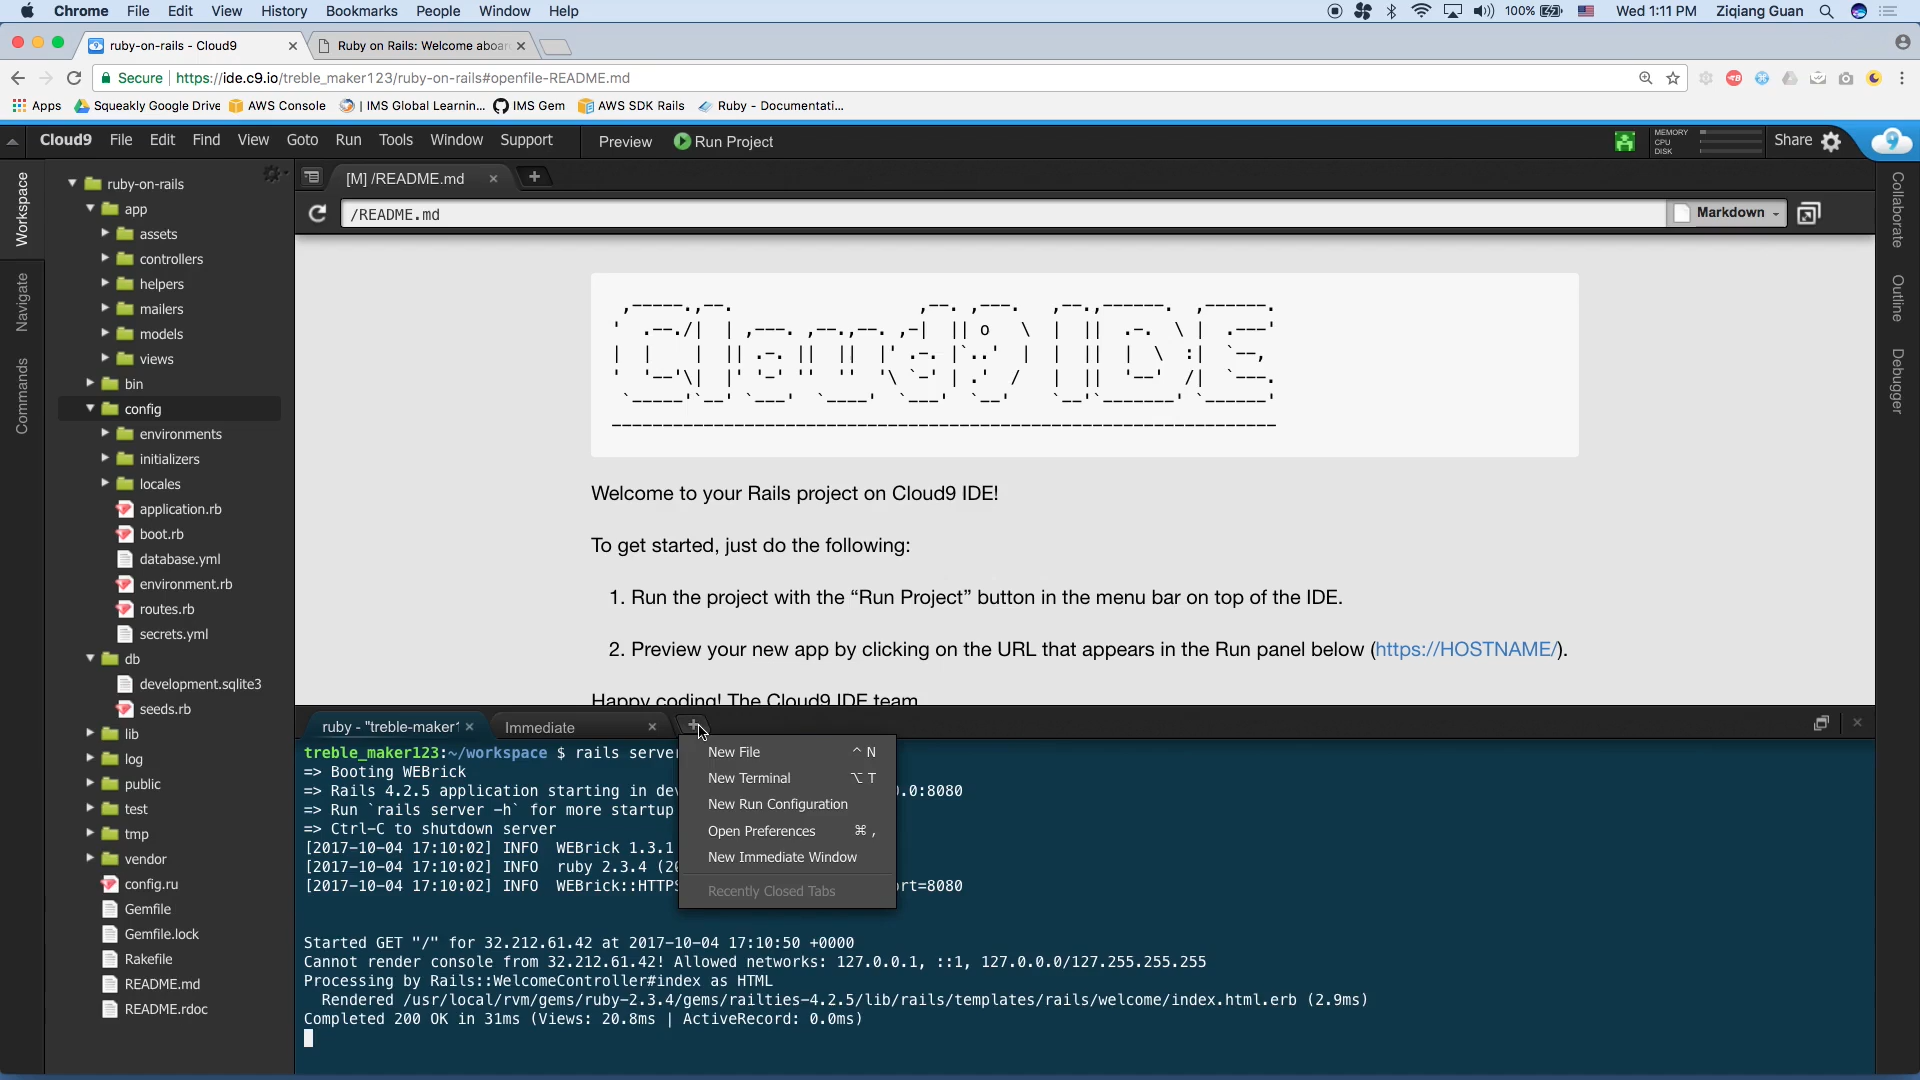 Chrome File Edit View History Bookmarks People Window Help 100% Wed 1:11 PM Ziqiang Guan
ruby-on-rails - Cloud9 Ruby on Rails: Welcome aboar
Secure https://ide.c9.io/treble_maker123/ruby-on-rails#openfile-README.md
Apps Squeakly Google Drive AWS Console | IMS Global Learnin... IMS Gem AWS SDK Rails Ruby - Documentati...
Cloud9 File Edit Find View Goto Run Tools Window Support Preview Run Project MEMORY CPU DISK Share
Workspace
Navigate
Commands
ruby-on-rails
app
assets
controllers
helpers
mailers
models
views
bin
config
environments
initializers
locales
application.rb
boot.rb
database.yml
environment.rb
routes.rb
secrets.yml
db
development.sqlite3
seeds.rb
lib
log
public
test
tmp
vendor
config.ru
Gemfile
Gemfile.lock
Rakefile
README.md
README.rdoc
[M] /README.md
/README.md Markdown
Cloud9 IDE
Welcome to your Rails project on Cloud9 IDE!
To get started, just do the following:
1. Run the project with the “Run Project” button in the menu bar on top of the IDE.
2. Preview your new app by clicking on the URL that appears in the Run panel below (https://HOSTNAME/).
Happy coding! The Cloud9 IDE team
ruby - "treble-maker1 Immediate
treble_maker123:~/workspace $ rails server
=> Booting WEBrick
=> Rails 4.2.5 application starting in dev .0:8080
=> Run `rails server -h` for more startup
=> Ctrl-C to shutdown server
[2017-10-04 17:10:02] INFO WEBrick 1.3.1
[2017-10-04 17:10:02] INFO ruby 2.3.4 (20
[2017-10-04 17:10:02] INFO WEBrick::HTTPS rt=8080
Started GET "/" for 32.212.61.42 at 2017-10-04 17:10:50 +0000
Cannot render console from 32.212.61.42! Allowed networks: 127.0.0.1, ::1, 127.0.0.0/127.255.255.255
Processing by Rails::WelcomeController#index as HTML
Rendered /usr/local/rvm/gems/ruby-2.3.4/gems/railties-4.2.5/lib/rails/templates/rails/welcome/index.html.erb (2.9ms)
Completed 200 OK in 31ms (Views: 20.8ms | ActiveRecord: 0.0ms)
New File ^ N
New Terminal ⌥ T
New Run Configuration
Open Preferences ⌘ ,
New Immediate Window
Recently Closed Tabs
Collaborate
Outline
Debugger